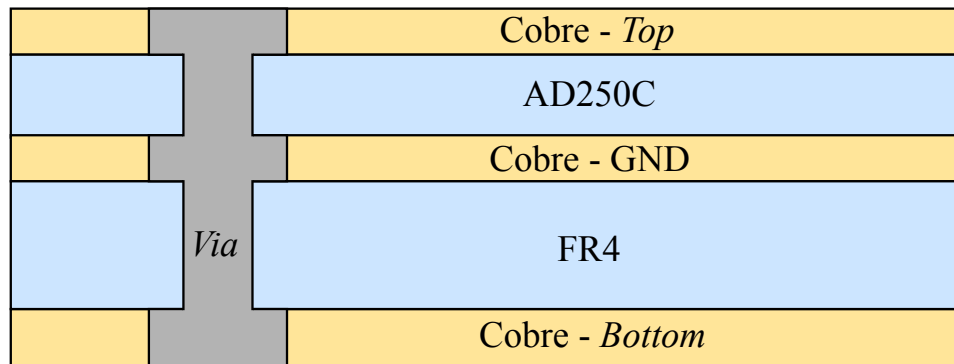 Cobre - Top
AD250C
Cobre - GND
Via
FR4
Cobre - Bottom